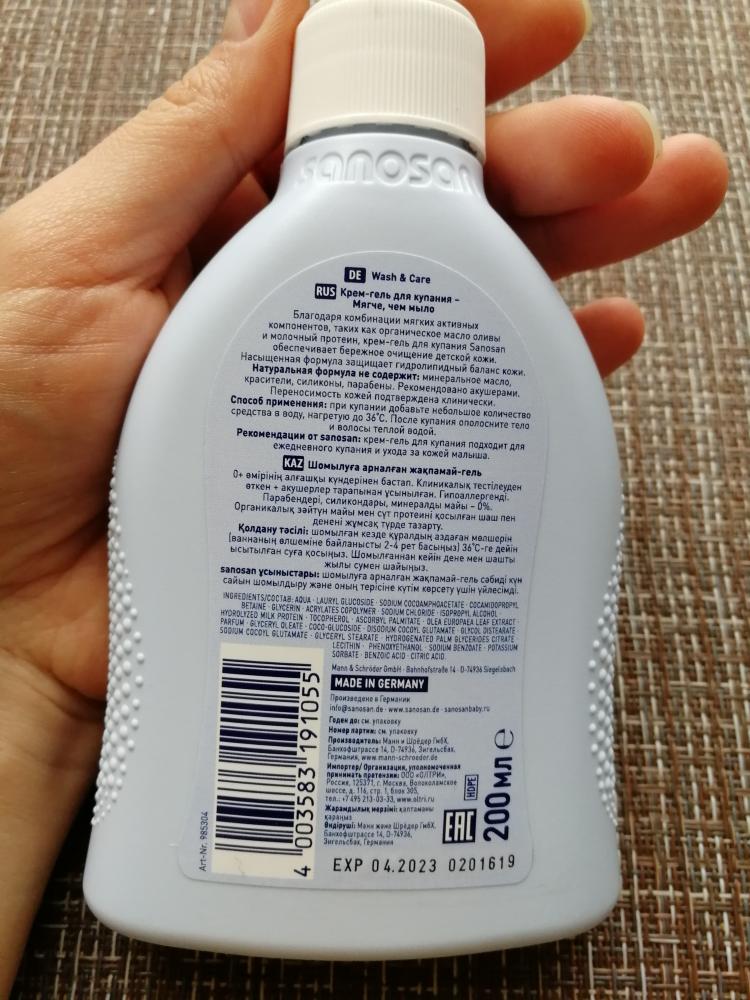 sanosan
DE Wash & Care
RUS Крем-гель для купания –
Мягче, чем мыло
Благодаря комбинации мягких активных
компонентов, таких как органическое масло оливы
и молочный протеин, крем-гель для купания Sanosan
обеспечивает бережное очищение детской кожи.
Насыщенная формула защищает гидролипидный баланс кожи.
Натуральная формула не содержит: минеральное масло,
красители, силиконы, парабены. Рекомендовано акушерами.
Переносимость кожей подтверждена клинически.
Способ применения: при купании добавьте небольшое количество
средства в воду, нагретую до 36°С. После купания ополосните тело
и волосы теплой водой.
Рекомендации от sanosan: крем-гель для купания подходит для
ежедневного купания и ухода за кожей малыша.
KAZ Шомылуға арналған жақпамай-гель
0+ өмірінің алғашқы күндерінен бастап. Клиникалық тестілеуден
өткен + акушерлер тарапынан ұсынылған. Гипоаллергенді.
Парабендері, силикондары, минералды майы – 0%.
Органикалық зәйтүн майы мен сүт протеині қосылған шаш пен
денені жұмсақ түрде тазарту.
Қолдану тәсілі: шомылған кезде құралдың аздаған мөлшерін
(ваннаның өлшеміне байланысты 2-4 рет басыңыз) 36°С-ге дейін
ысытылған суға қосыңыз. Шомылғаннан кейін дене мен шашты
жылы сумен шайыңыз.
sanosan ұсыныстары: шомылуға арналған жақпамай-гель сәбиді күн
сайын шомылдыру және оның терісіне күтім көрсету үшін үйлесімді.
INGREDIENTS/СОСТАВ: AQUA · LAURYL GLUCOSIDE · SODIUM COCOAMPHOACETATE · COCAMIDOPROPYL
BETAINE · GLYCERIN · ACRYLATES COPOLYMER · SODIUM CHLORIDE · ISOPROPYL ALCOHOL ·
HYDROLYZED MILK PROTEIN · TOCOPHEROL · ASCORBYL PALMITATE · OLEA EUROPAEA LEAF EXTRACT ·
PARFUM · GLYCERYL OLEATE · COCO-GLUCOSIDE · DISODIUM COCOYL GLUTAMATE · GLYCOL DISTEARATE
SODIUM COCOYL GLUTAMATE · GLYCERYL STEARATE · HYDROGENATED PALM GLYCERIDES CITRATE
LECITHIN · PHENOXYETHANOL · SODIUM BENZOATE · POTASSIUM
SORBATE · BENZOIC ACID · CITRIC ACID.
Mann & Schröder GmbH · Bahnhofstraße 14 · D-74936 Siegelsbach
MADE IN GERMANY
Произведено в Германии
info@sanosan.de · www.sanosan.de · sanosanbaby.ru
Годен до: см. упаковку
Номер партии: см. упаковку
Производитель: Манн и Шрёдер ГмбХ,
Банхофштрассе 14, D-74936, Зигельсбах,
Германия, www.mann-schroeder.de
Импортер/ Организация, уполномоченная
принимать претензии: ООО «ОЛТРИ»,
Россия, 125371, г. Москва, Волоколамское
шоссе, д. 116, стр. 1, блок 305,
тел.: +7 495 213-03-33, www.oltri.ru
Жарамдылық мерзімі: қаптаманы
қараңыз
Өндіруші: Манн және Шрёдер ГмбХ,
Банхофштрассе 14, D-74936,
Зигельсбах, Германия
HDPE
EAC
200 мл e
Art-Nr. 985304
4 003583 191055
EXP 04.2023 0201619